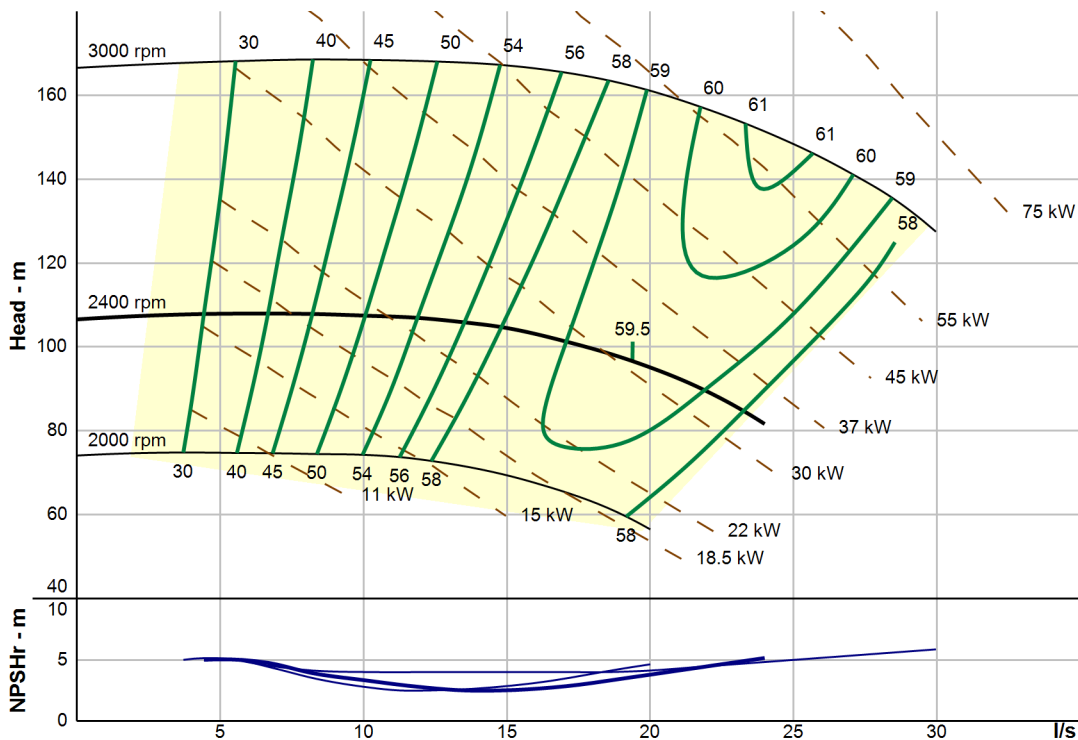 3000 rpm 30 40 45 50 54 56 58 59 60 61 61 60 59 58
160
140
75 kW
120
2400 rpm
59.5
55 kW
100
45 kW
80
37 kW
2000 rpm
30 40 45 50 54 56 58
30 kW
11 kW
15 kW
60
58
22 kW
18.5 kW
40
Head - m
10
5
0
NPSHr - m
5 10 15 20 25 30 l/s